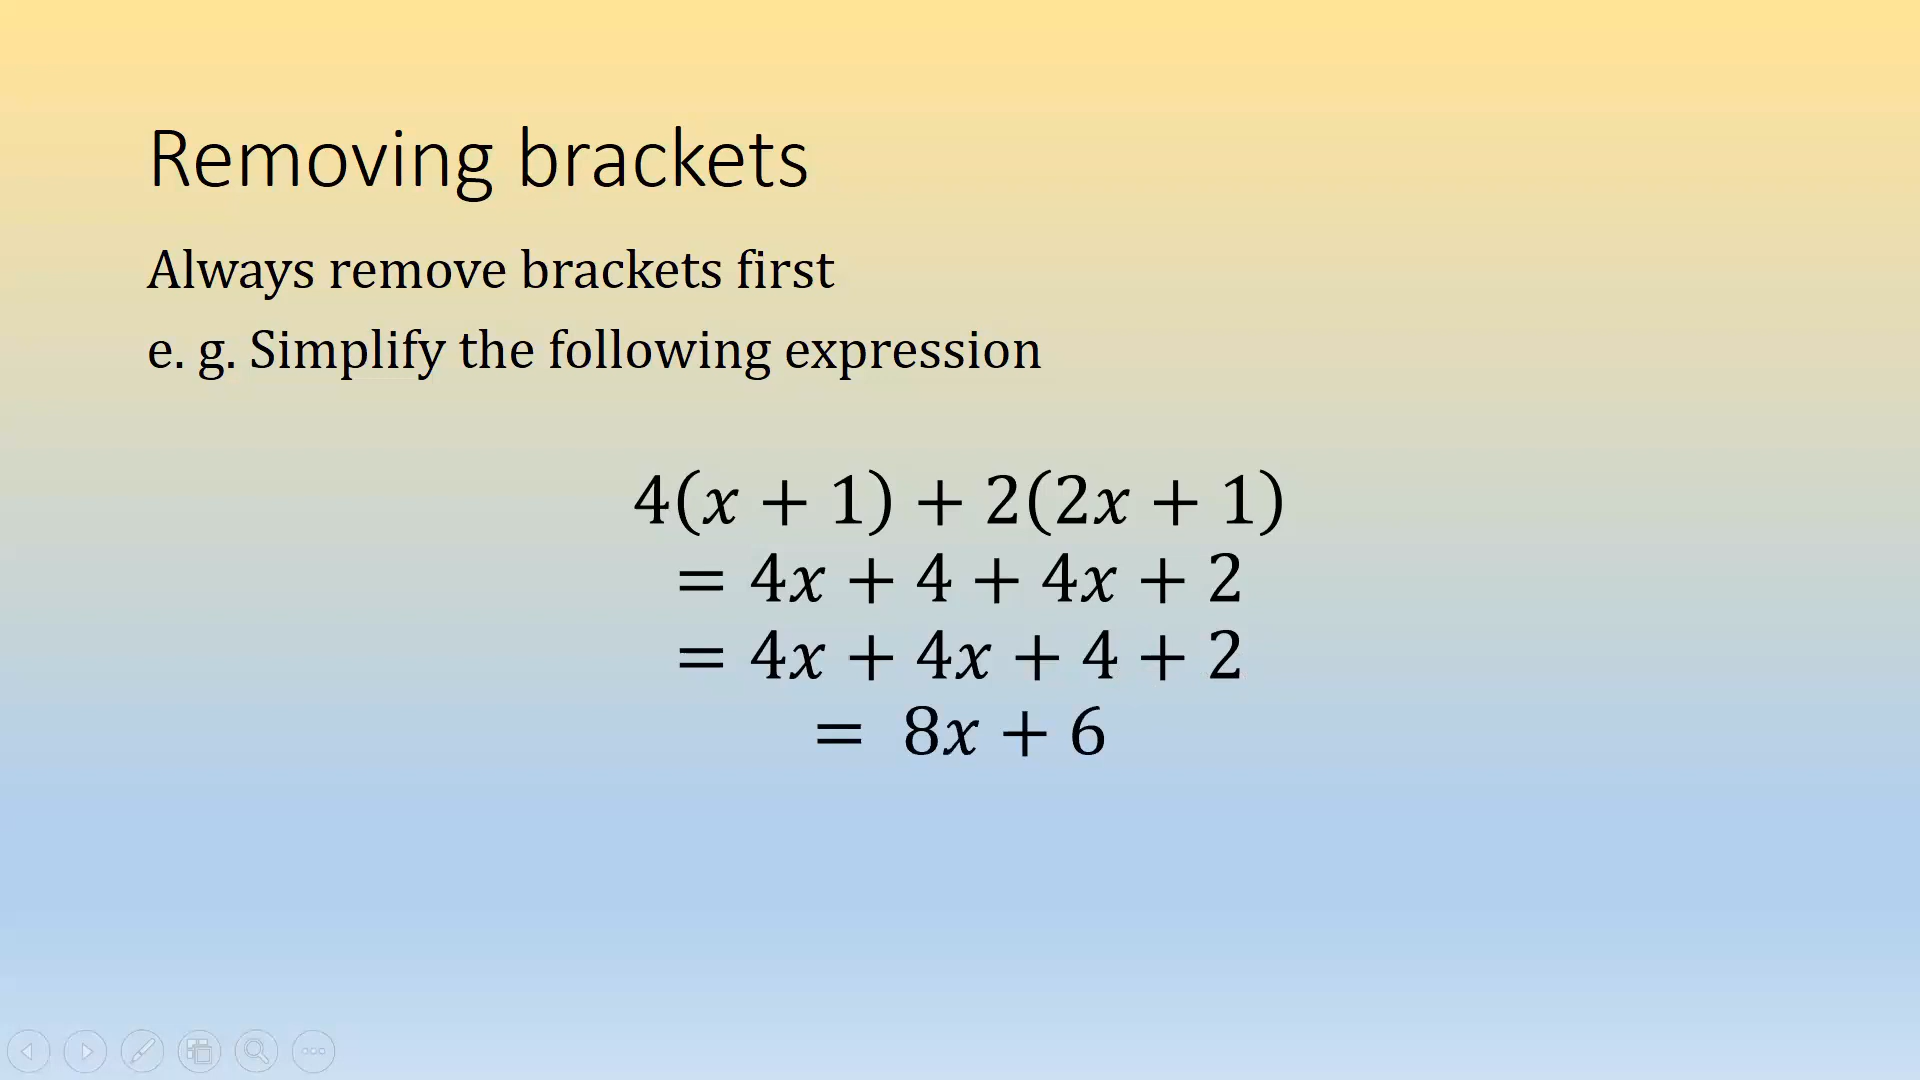 Removing brackets
Always remove brackets first
e. g. Simplify the following expression
4(x + 1) + 2(2x + 1)
= 4x + 4 + 4x + 2
= 4x + 4x + 4 + 2
= 8x + 6